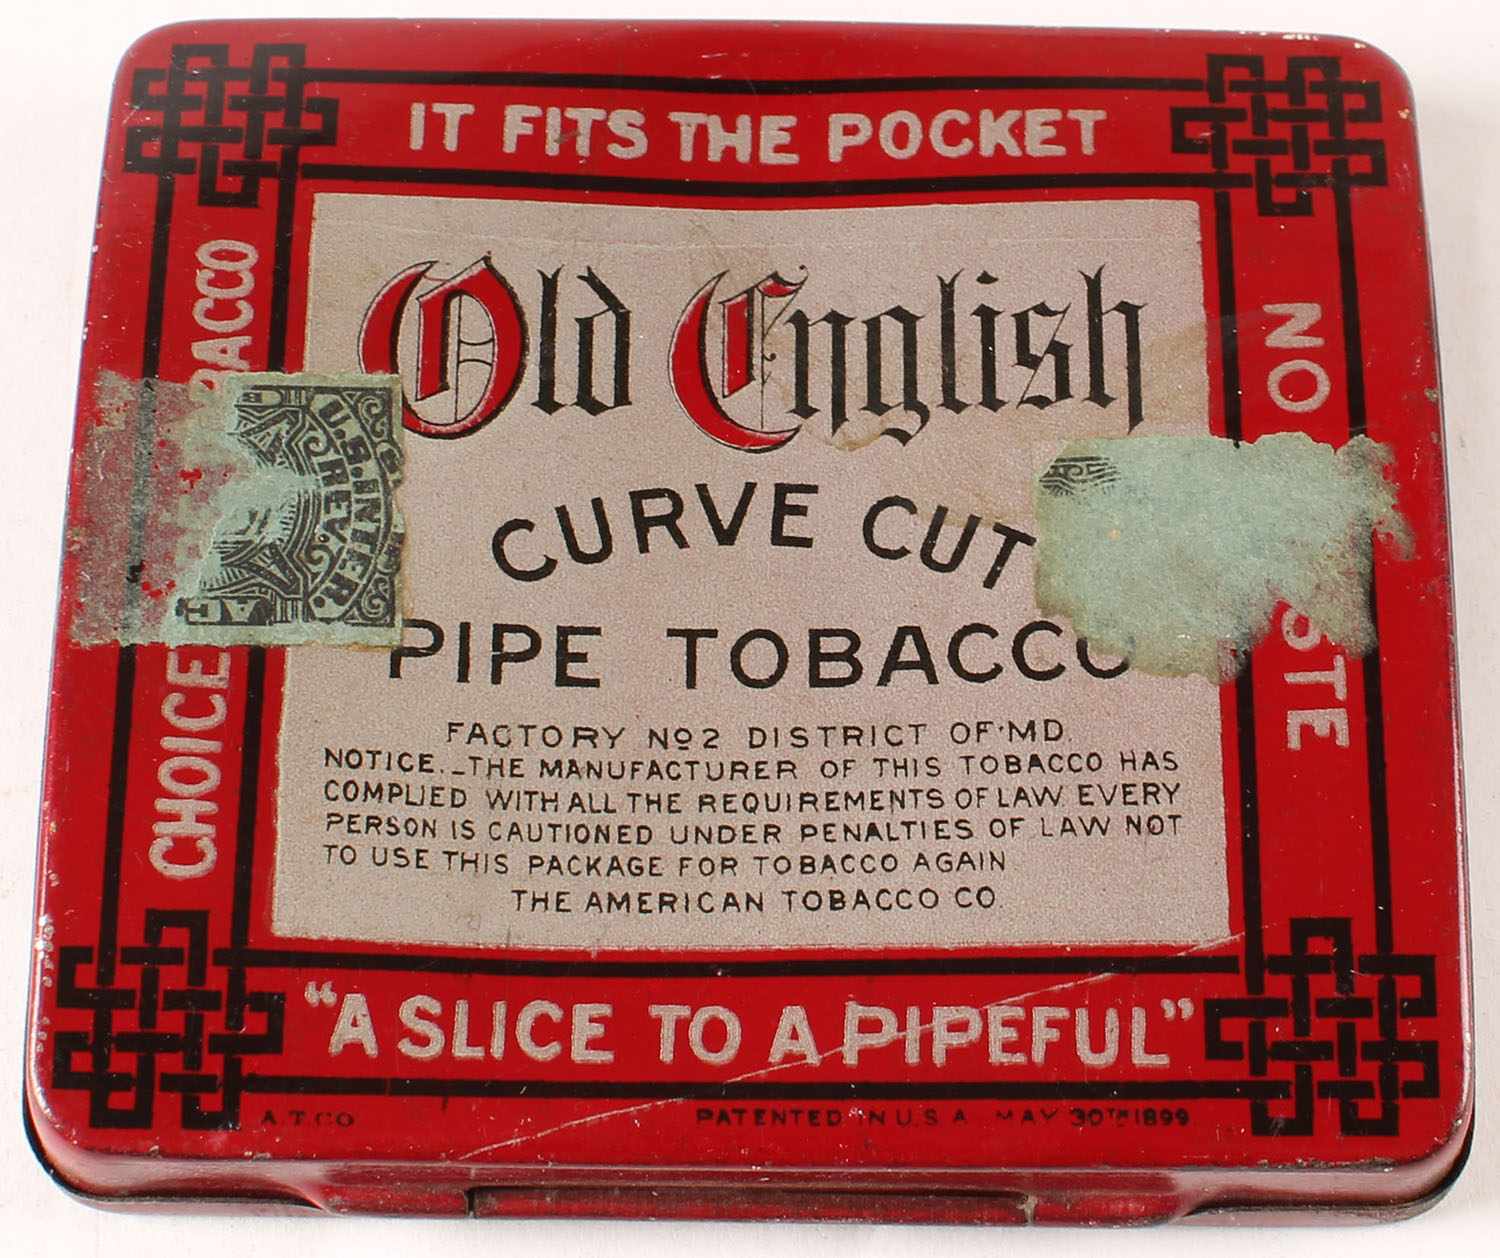 IT FITS THE POCKET
CHOICE
NO
Old English
CURVE CUT
PIPE TOBACCO
U.S. INTER.
REV.
FACTORY No2 DISTRICT OF MD.
NOTICE._THE MANUFACTURER OF THIS TOBACCO HAS
COMPLIED WITH ALL THE REQUIREMENTS OF LAW EVERY
PERSON IS CAUTIONED UNDER PENALTIES OF LAW NOT
TO USE THIS PACKAGE FOR TOBACCO AGAIN
THE AMERICAN TOBACCO CO.
"A SLICE TO A PIPEFUL"
A.T.CO
PATENTED IN U.S.A. MAY 30TH 1899